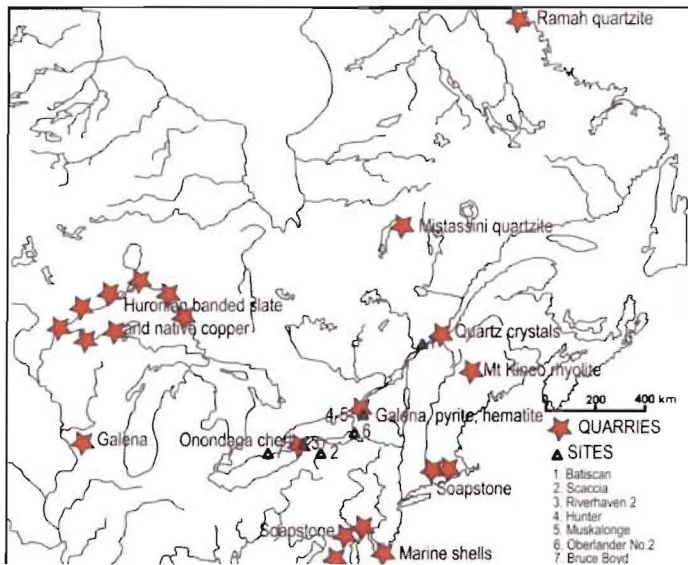 Ramah quartzite
Mistassini quartzite
Huronian banded slate
and native copper
Quartz crystals
Mt Kineo rhyolite
4-5
Galena, pyrite, hematite
0 200 400 km
Galena
Onondaga chert
3
6
7
2
QUARRIES
SITES
Soapstone
1. Batiscan
2. Scaccia
3. Riverhaven 2
4. Hunter
5. Muskalonge
6. Oberlander No.2
7. Bruce Boyd
Soapstone
Marine shells